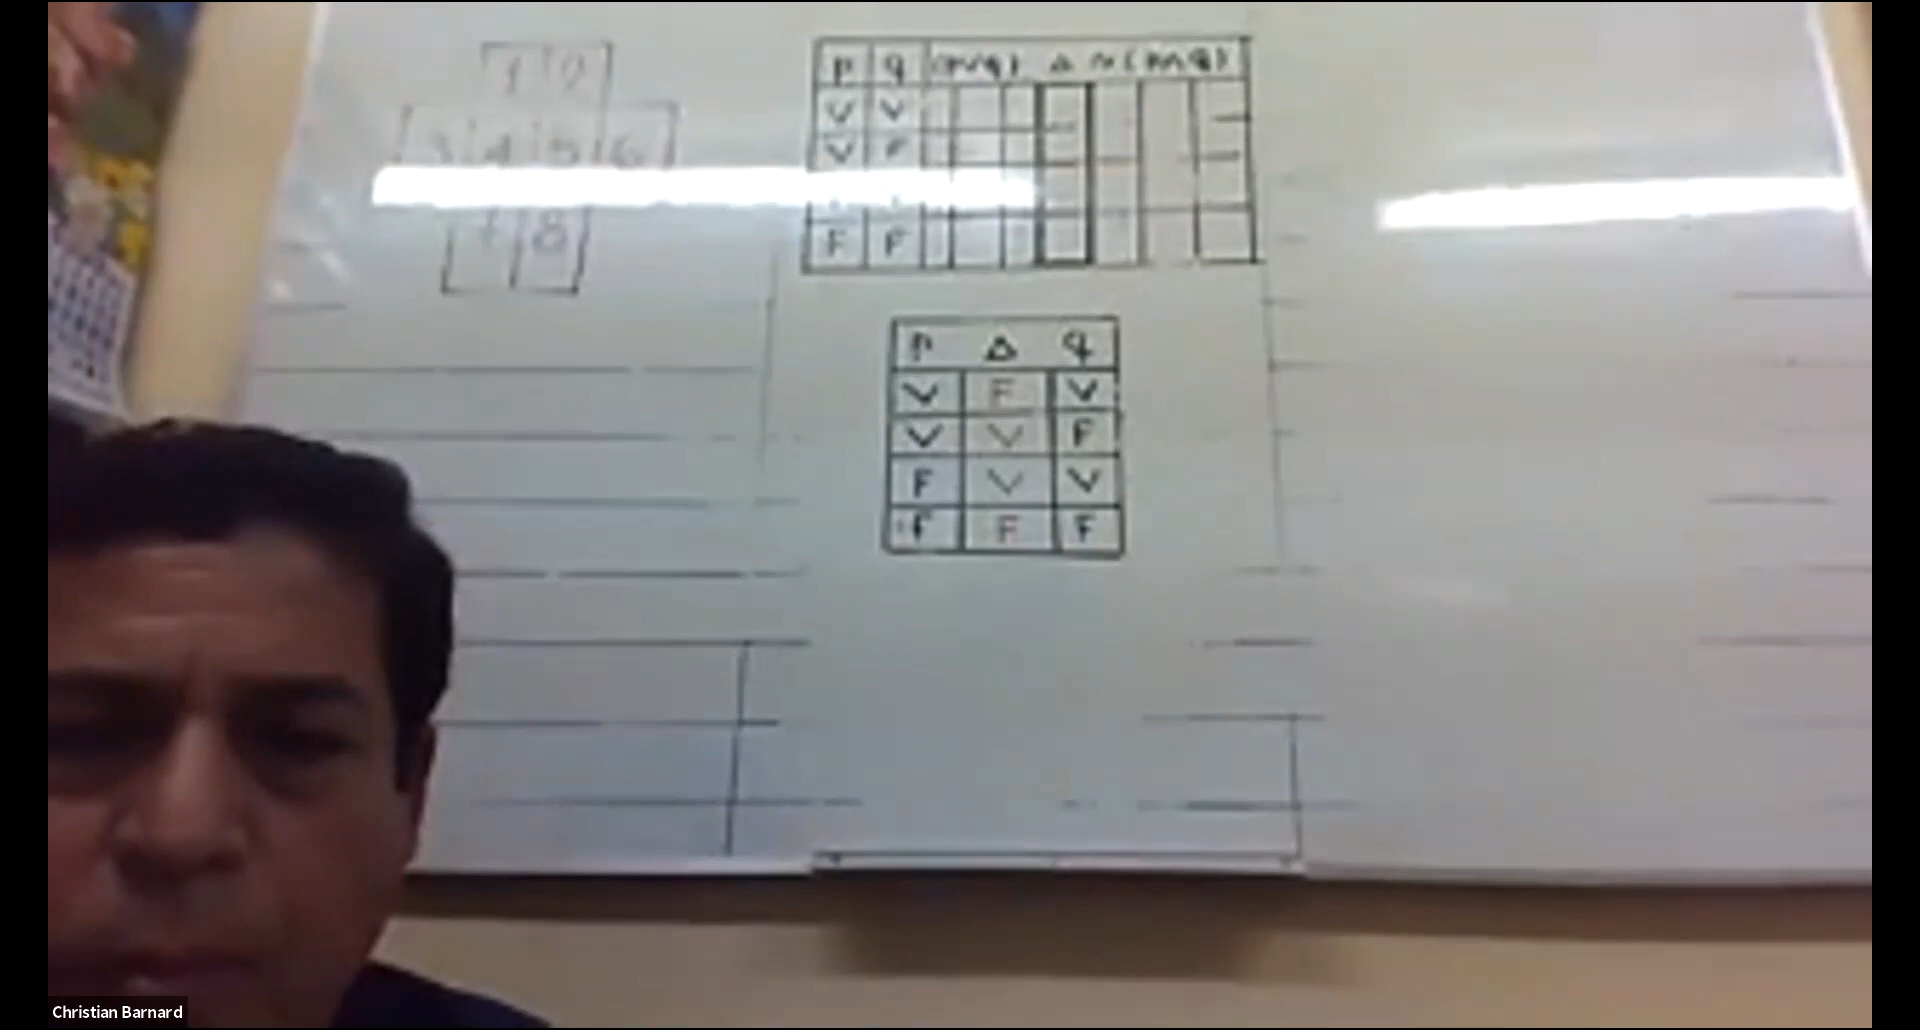 1 2
3 4 5 6
7 8
p q (p∨q) Δ ~(p∧q)
V V
V F
F F
p Δ q
V F V
V V F
F V V
F F F
Christian Barnard